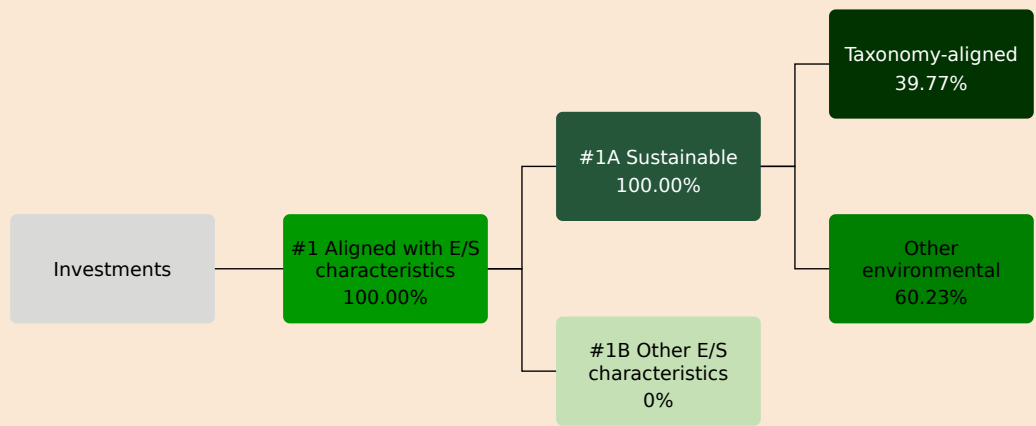 Investments
#1 Aligned with E/S
characteristics
100.00%
#1A Sustainable
100.00%
#1B Other E/S
characteristics
0%
Taxonomy-aligned
39.77%
Other
environmental
60.23%